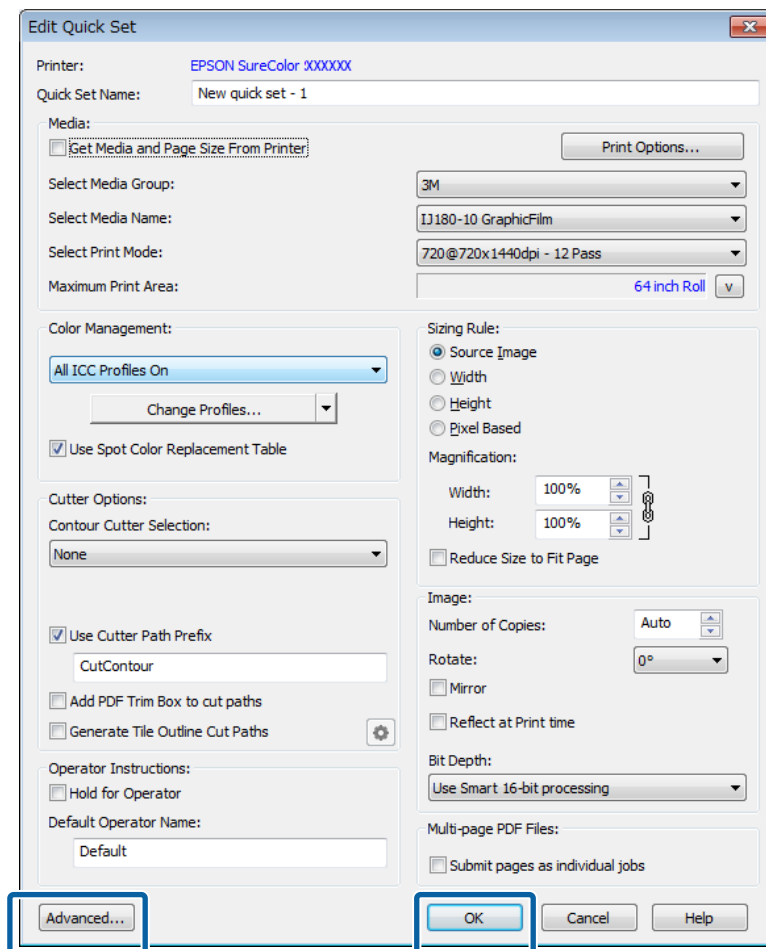 Edit Quick Set
Printer: EPSON SureColor :XXXXXX
Quick Set Name: New quick set - 1
Media:
Get Media and Page Size From Printer
Print Options...
Select Media Group: 3M
Select Media Name: IJ180-10 GraphicFilm
Select Print Mode: 720@720x1440dpi - 12 Pass
Maximum Print Area: 64 inch Roll v
Color Management:
All ICC Profiles On
Change Profiles...
Use Spot Color Replacement Table
Cutter Options:
Contour Cutter Selection:
None
Use Cutter Path Prefix
CutContour
Add PDF Trim Box to cut paths
Generate Tile Outline Cut Paths
Operator Instructions:
Hold for Operator
Default Operator Name:
Default
Sizing Rule:
Source Image
Width
Height
Pixel Based
Magnification:
Width: 100%
Height: 100%
Reduce Size to Fit Page
Image:
Number of Copies: Auto
Rotate: 0°
Mirror
Reflect at Print time
Bit Depth:
Use Smart 16-bit processing
Multi-page PDF Files:
Submit pages as individual jobs
Advanced... OK Cancel Help